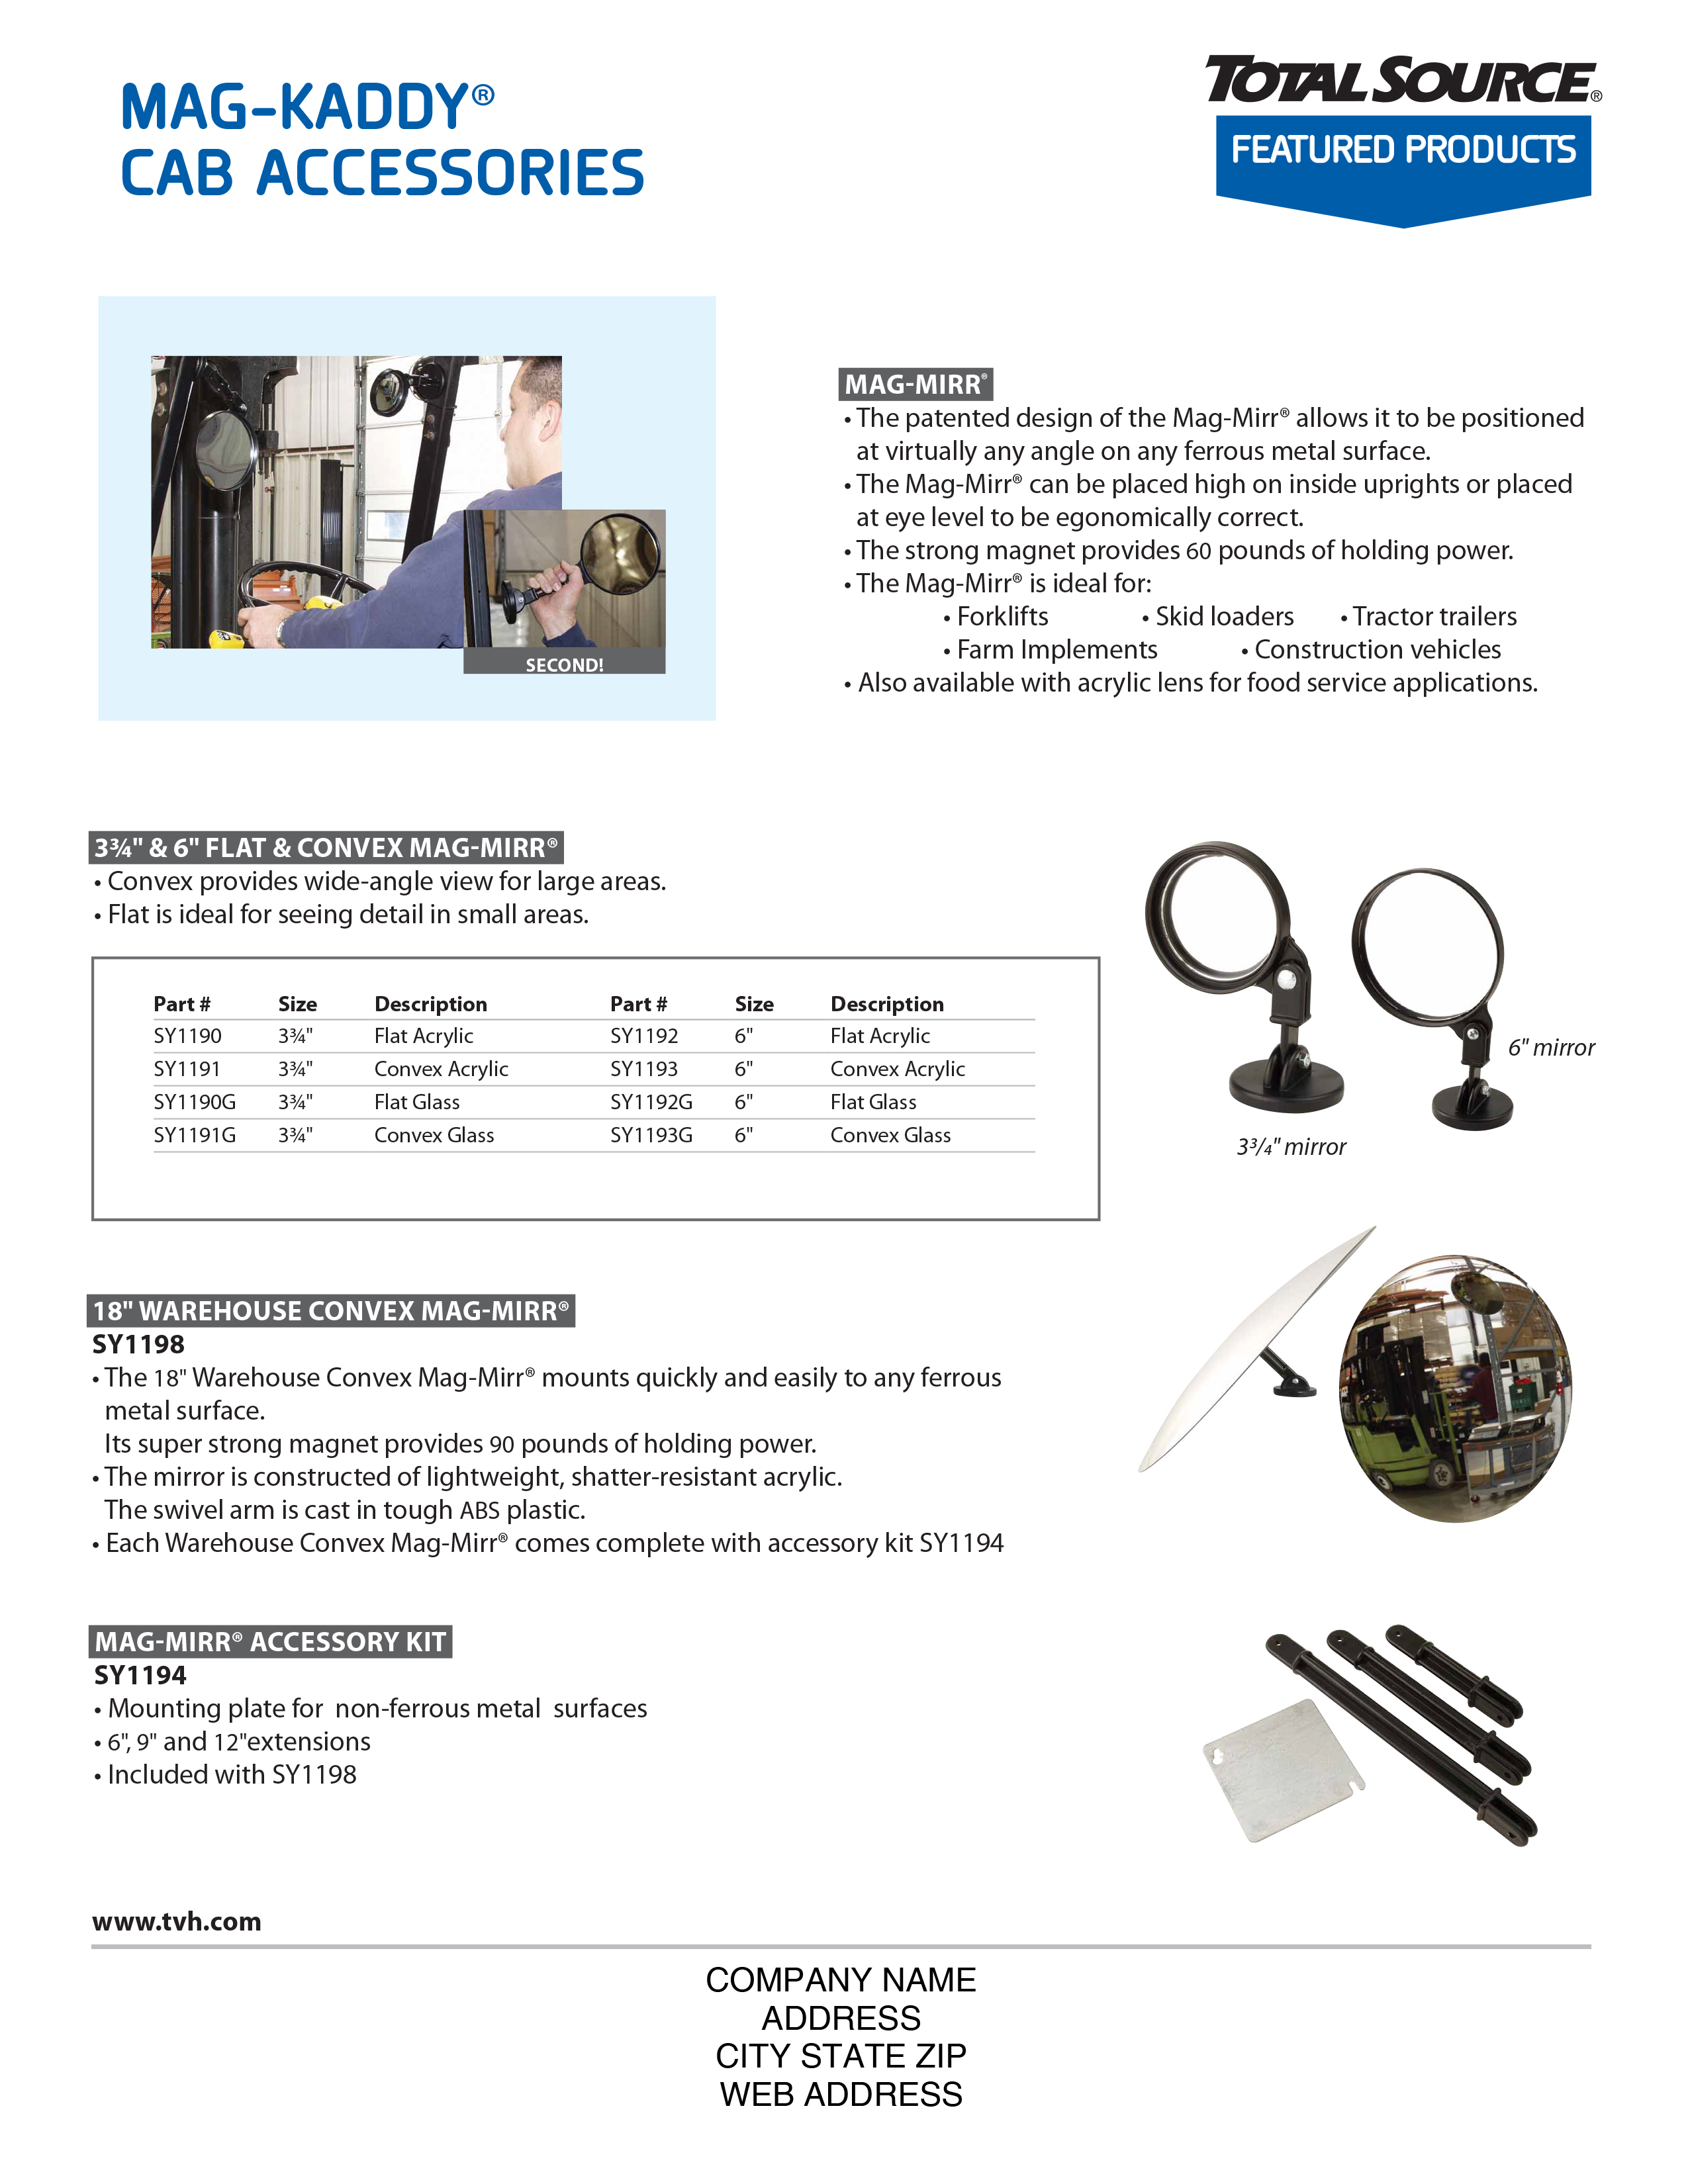 MAG-KADDY®
CAB ACCESSORIES
TOTALSOURCE®
FEATURED PRODUCTS
SECOND!
MAG-MIRR®
• The patented design of the Mag-Mirr® allows it to be positioned
at virtually any angle on any ferrous metal surface.
• The Mag-Mirr® can be placed high on inside uprights or placed
at eye level to be egonomically correct.
• The strong magnet provides 60 pounds of holding power.
• The Mag-Mirr® is ideal for:
• Forklifts • Skid loaders • Tractor trailers
• Farm Implements • Construction vehicles
• Also available with acrylic lens for food service applications.
3¾" & 6" FLAT & CONVEX MAG-MIRR®
• Convex provides wide-angle view for large areas.
• Flat is ideal for seeing detail in small areas.
Part # Size Description Part # Size Description
SY1190 3¾" Flat Acrylic SY1192 6" Flat Acrylic
SY1191 3¾" Convex Acrylic SY1193 6" Convex Acrylic
SY1190G 3¾" Flat Glass SY1192G 6" Flat Glass
SY1191G 3¾" Convex Glass SY1193G 6" Convex Glass
6" mirror
3¾" mirror
18" WAREHOUSE CONVEX MAG-MIRR®
SY1198
• The 18" Warehouse Convex Mag-Mirr® mounts quickly and easily to any ferrous
metal surface.
Its super strong magnet provides 90 pounds of holding power.
• The mirror is constructed of lightweight, shatter-resistant acrylic.
The swivel arm is cast in tough ABS plastic.
• Each Warehouse Convex Mag-Mirr® comes complete with accessory kit SY1194
MAG-MIRR® ACCESSORY KIT
SY1194
• Mounting plate for  non-ferrous metal  surfaces
• 6", 9" and 12"extensions
• Included with SY1198
www.tvh.com
COMPANY NAME
ADDRESS
CITY STATE ZIP
WEB ADDRESS